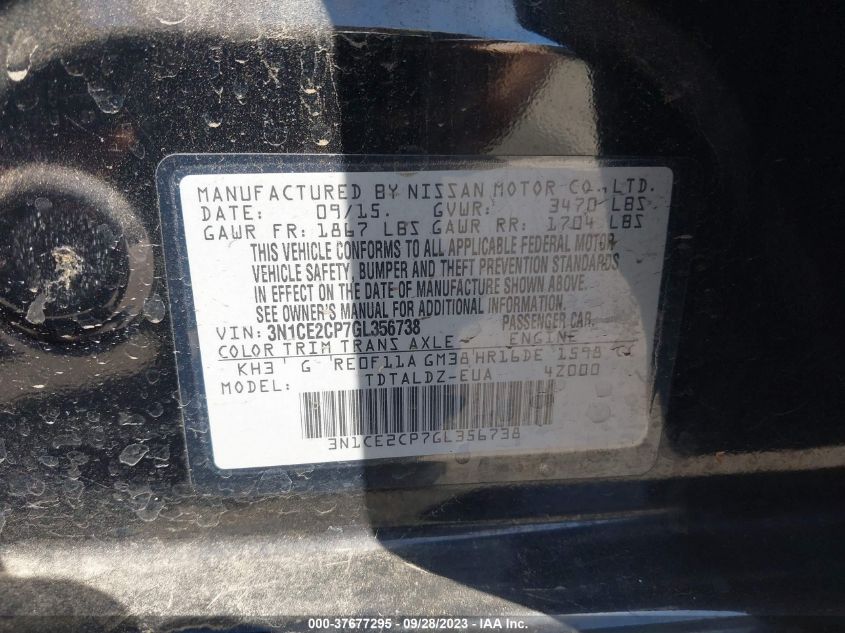 MANUFACTURED BY NISSAN MOTOR CO., LTD.
DATE: 09/15. GVWR: 3470 LBS
GAWR FR: 1867 LBS GAWR RR: 1704 LBS
THIS VEHICLE CONFORMS TO ALL APPLICABLE FEDERAL MOTOR
VEHICLE SAFETY, BUMPER AND THEFT PREVENTION STANDARDS
IN EFFECT ON THE DATE OF MANUFACTURE SHOWN ABOVE.
SEE OWNER'S MANUAL FOR ADDITIONAL INFORMATION.
VIN: 3N1CE2CP7GL356738 PASSENGER CAR.
COLOR TRIM TRANS AXLE ENGINE
KH3 G RE0F11A GM38 HR16DE 1598 CC
MODEL: TDTALDZ-EUA 4Z000
3N1CE2CP7GL356738
000-37677295 - 09/28/2023 - IAA Inc.